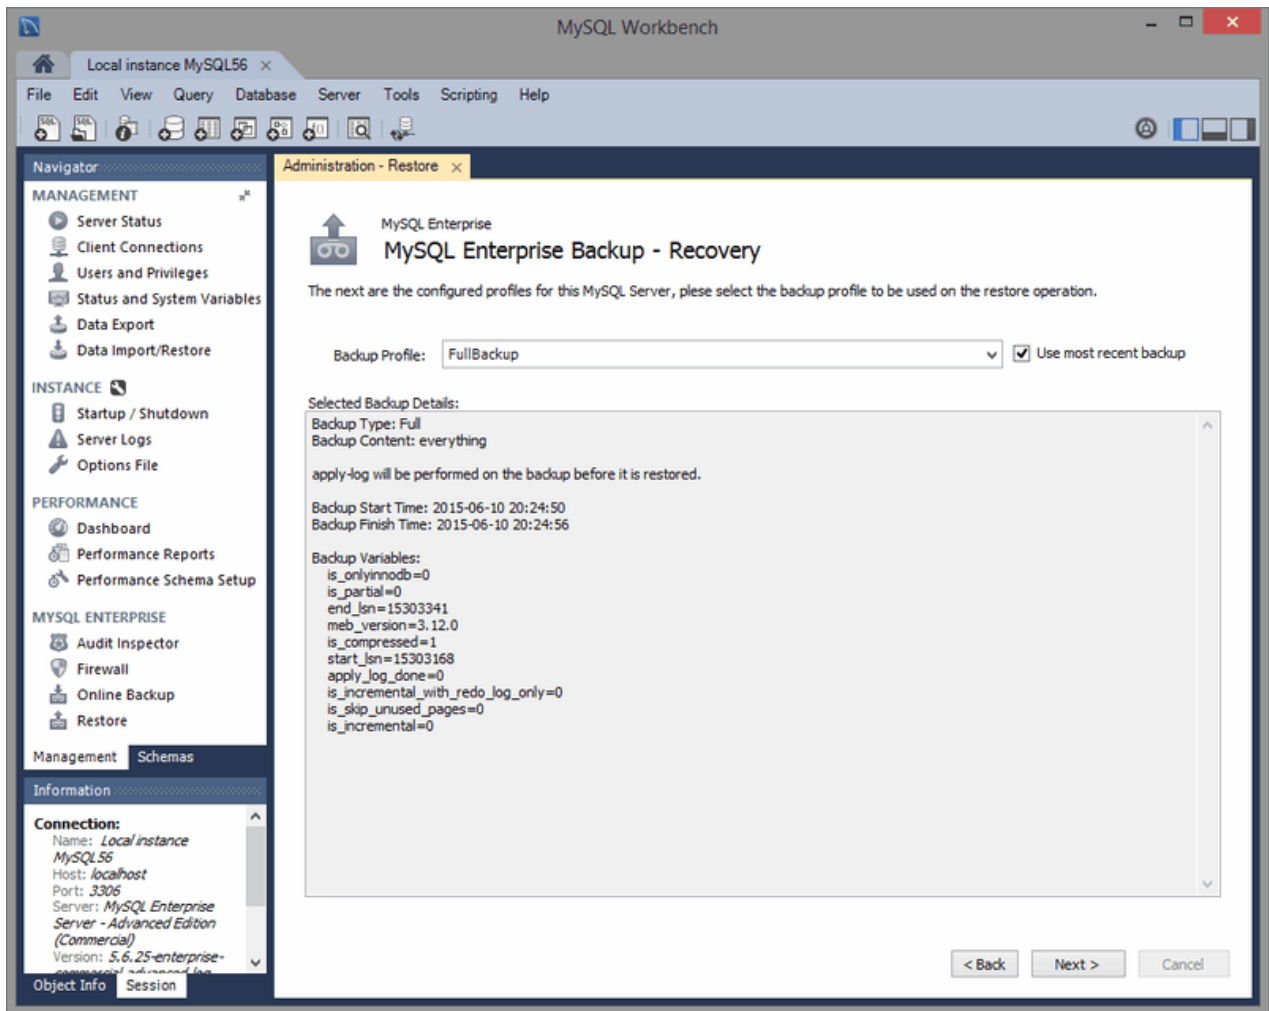 MySQL Workbench
Local instance MySQL56
File Edit View Query Database Server Tools Scripting Help
Navigator
MANAGEMENT
Server Status
Client Connections
Users and Privileges
Status and System Variables
Data Export
Data Import/Restore
INSTANCE
Startup / Shutdown
Server Logs
Options File
PERFORMANCE
Dashboard
Performance Reports
Performance Schema Setup
MYSQL ENTERPRISE
Audit Inspector
Firewall
Online Backup
Restore
Management Schemas
Information
Connection:
Name: Local instance
MySQL56
Host: localhost
Port: 3306
Server: MySQL Enterprise
Server - Advanced Edition
(Commercial)
Version: 5.6.25-enterprise-
commercial-advanced-log
Object Info Session
Administration - Restore
MySQL Enterprise
MySQL Enterprise Backup - Recovery
The next are the configured profiles for this MySQL Server, plese select the backup profile to be used on the restore operation.
Backup Profile: FullBackup Use most recent backup
Selected Backup Details:
Backup Type: Full
Backup Content: everything
apply-log will be performed on the backup before it is restored.
Backup Start Time: 2015-06-10 20:24:50
Backup Finish Time: 2015-06-10 20:24:56
Backup Variables:
is_onlyinnodb=0
is_partial=0
end_lsn=15303341
meb_version=3.12.0
is_compressed=1
start_lsn=15303168
apply_log_done=0
is_incremental_with_redo_log_only=0
is_skip_unused_pages=0
is_incremental=0
< Back Next > Cancel